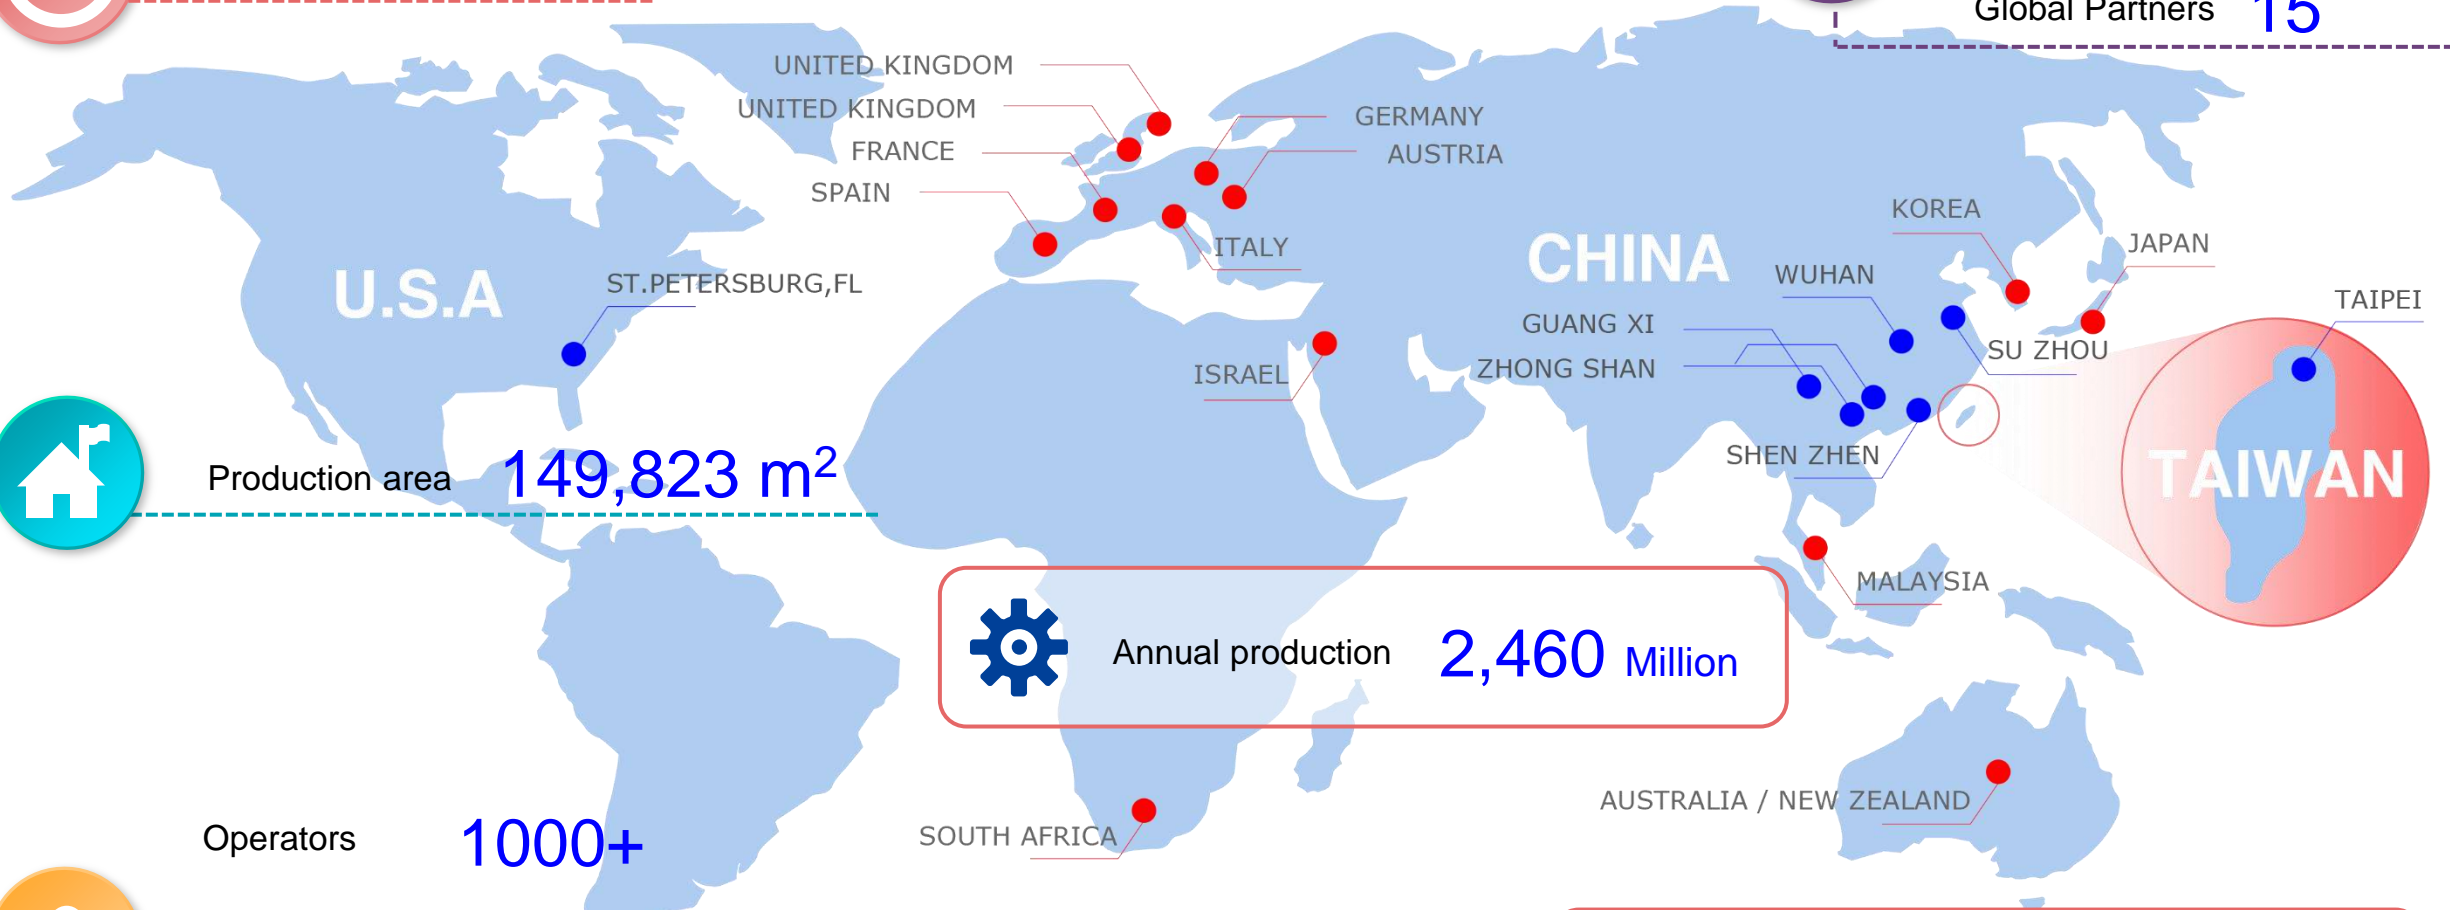 Global Partners 15
UNITED KINGDOM
UNITED KINGDOM
FRANCE
SPAIN
GERMANY
AUSTRIA
ITALY
U.S.A
ST.PETERSBURG,FL
CHINA
KOREA
JAPAN
WUHAN
GUANG XI
ZHONG SHAN
SU ZHOU
TAIPEI
ISRAEL
SHEN ZHEN
TAIWAN
Production area 149,823 m²
MALAYSIA
Annual production 2,460 Million
AUSTRALIA / NEW ZEALAND
SOUTH AFRICA
Operators 1000+